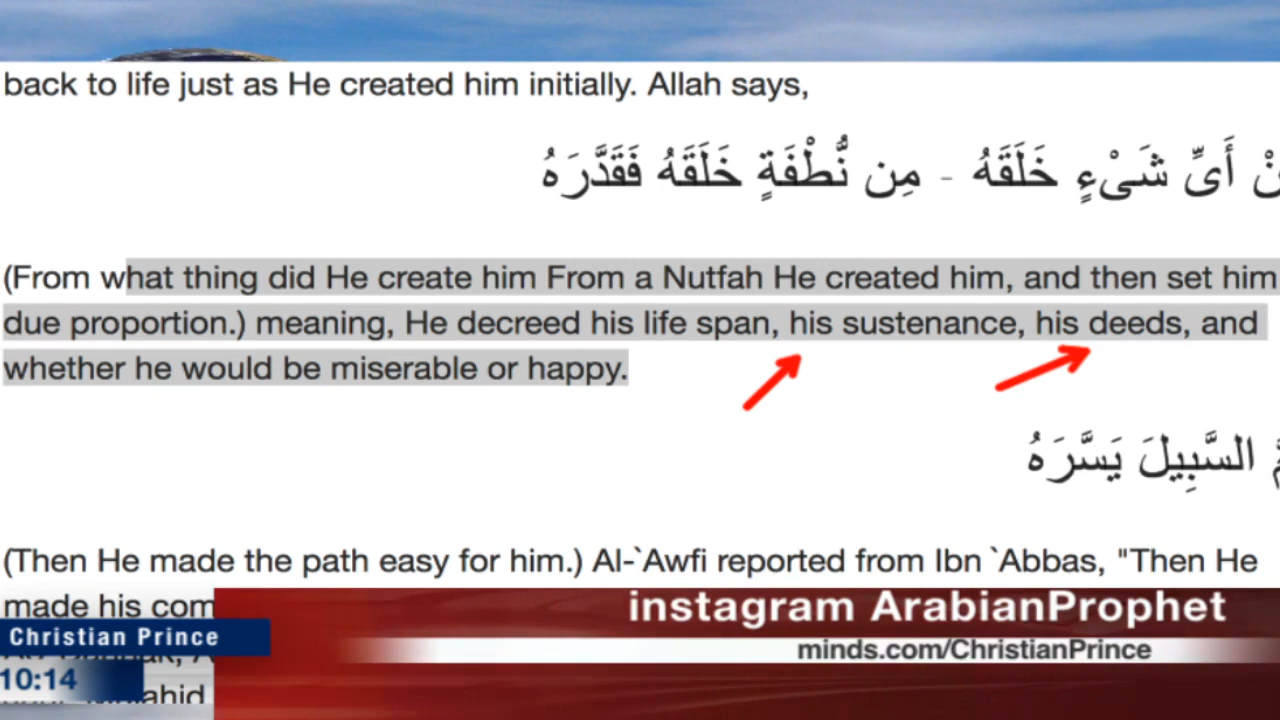 back to life just as He created him initially. Allah says,
أَىِّ شَىْءٍ خَلَقَهُ - مِن نُّطْفَةٍ خَلَقَهُ فَقَدَّرَهُ
(From what thing did He create him From a Nutfah He created him, and then set him
due proportion.) meaning, He decreed his life span, his sustenance, his deeds, and
whether he would be miserable or happy.
السَّبِيلَ يَسَّرَهُ
(Then He made the path easy for him.) Al-`Awfi reported from Ibn `Abbas, "Then He
made his com
instagram ArabianProphet
Christian Prince
minds.com/ChristianPrince
10:14